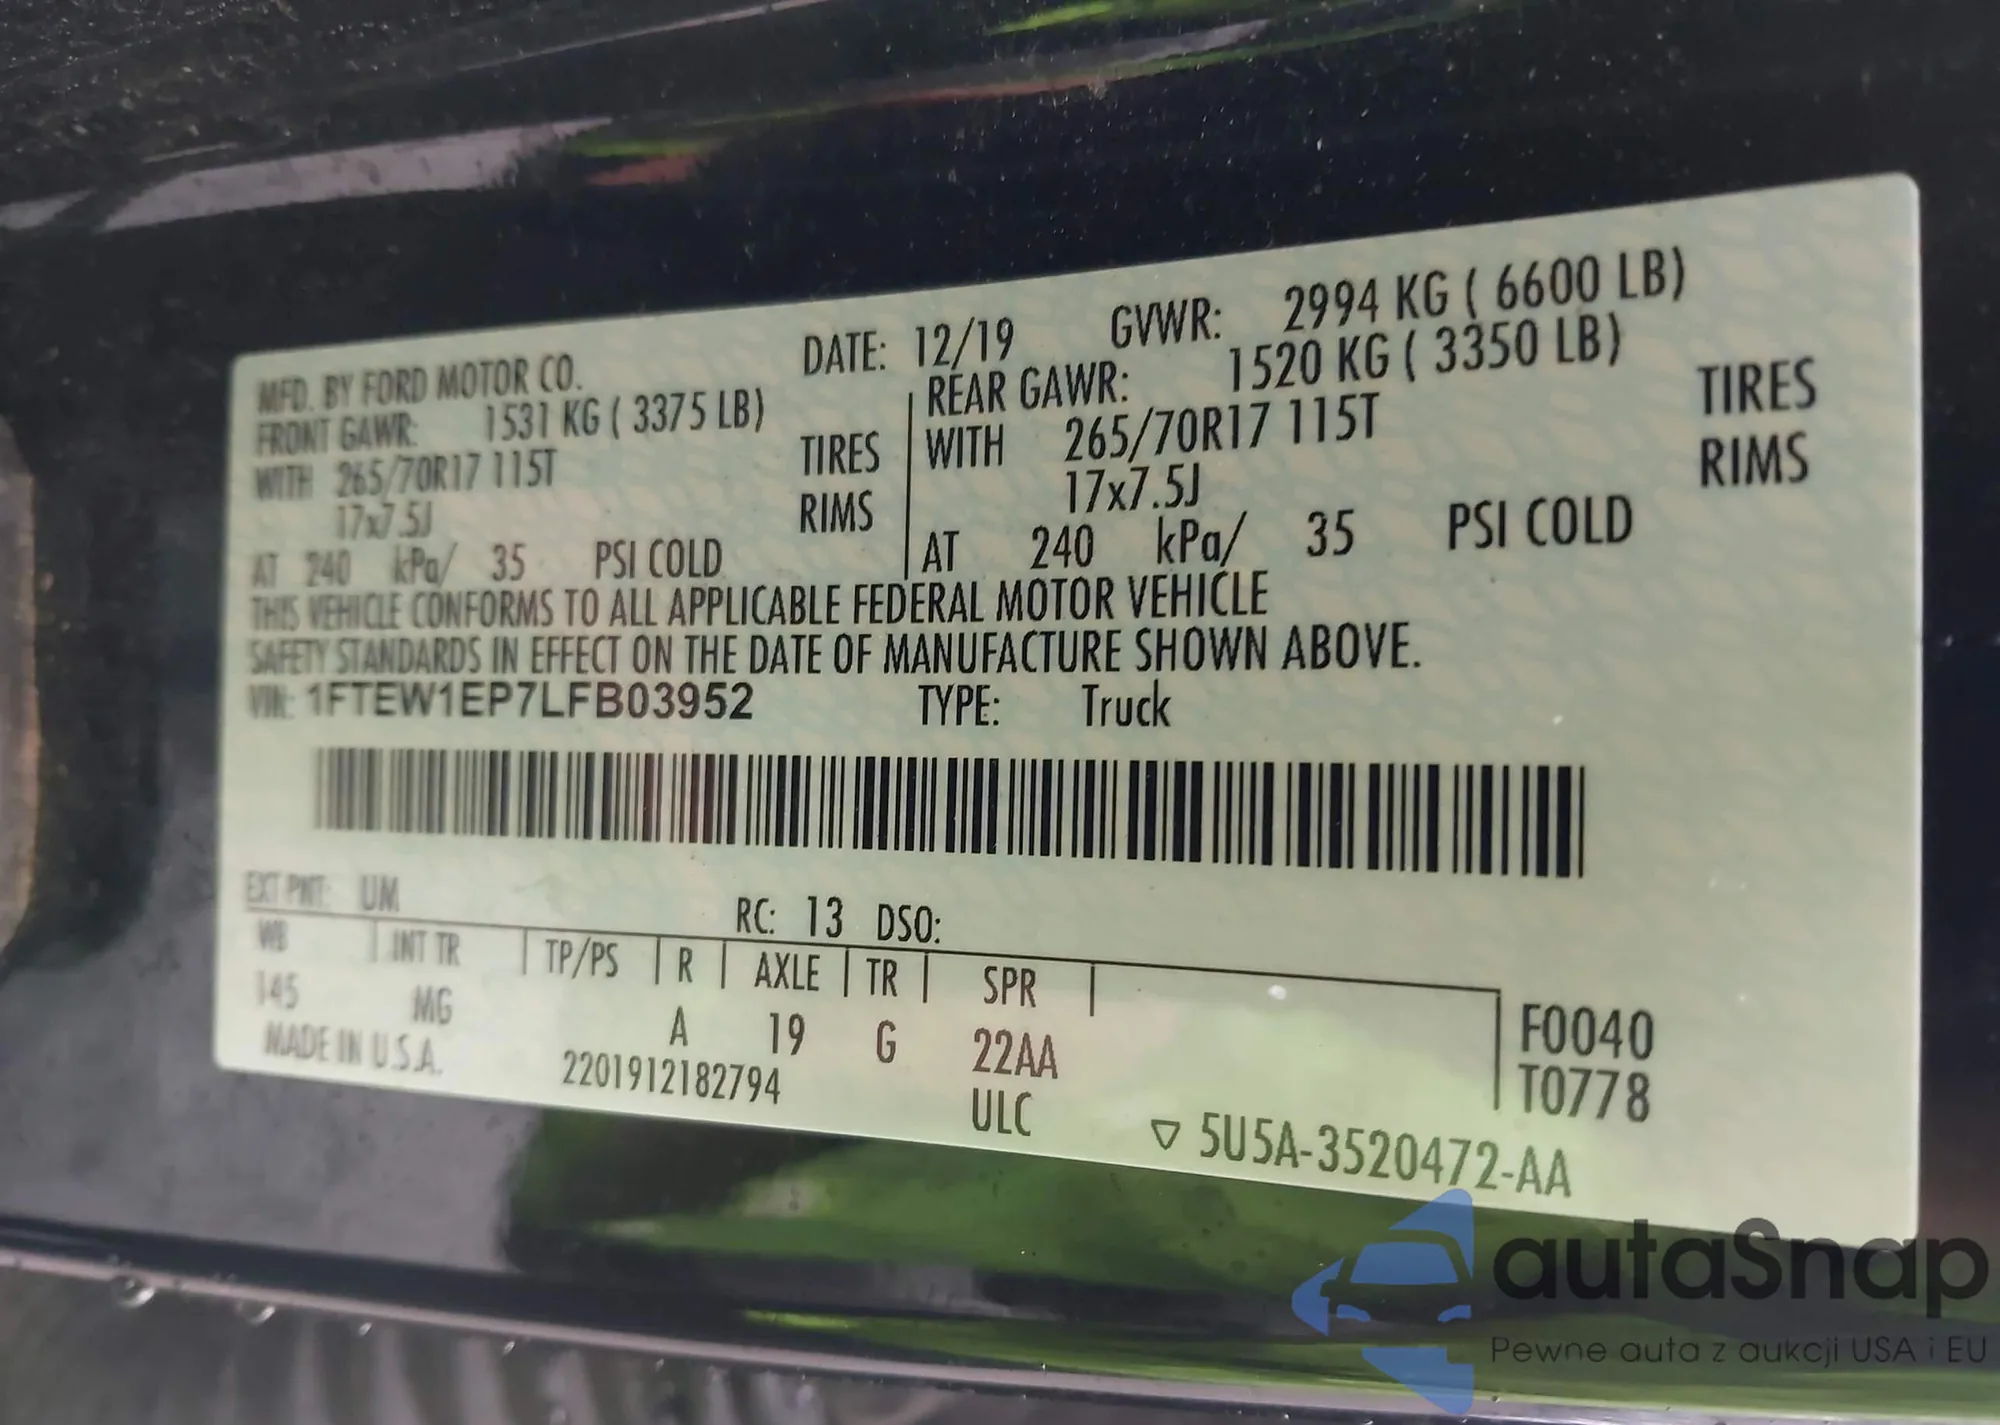 MFD. BY FORD MOTOR CO. DATE: 12/19 GVWR: 2994 KG ( 6600 LB)
FRONT GAWR: 1531 KG ( 3375 LB) REAR GAWR: 1520 KG ( 3350 LB)
WITH 265/70R17 115T TIRES WITH 265/70R17 115T TIRES
17x7.5J RIMS 17x7.5J RIMS
AT 240 kPa/ 35 PSI COLD AT 240 kPa/ 35 PSI COLD
THIS VEHICLE CONFORMS TO ALL APPLICABLE FEDERAL MOTOR VEHICLE
SAFETY STANDARDS IN EFFECT ON THE DATE OF MANUFACTURE SHOWN ABOVE.
VIN: 1FTEW1EP7LFB03952 TYPE: Truck
EXT PNT: UM RC: 13 DSO:
WB INT TR TP/PS R AXLE TR SPR
145 MG A 19 G 22AA F0040
MADE IN U.S.A. 2201912182794 ULC T0778
▽ 5U5A-3520472-AA
autaSnap
Pewne auta z aukcji USA i EU